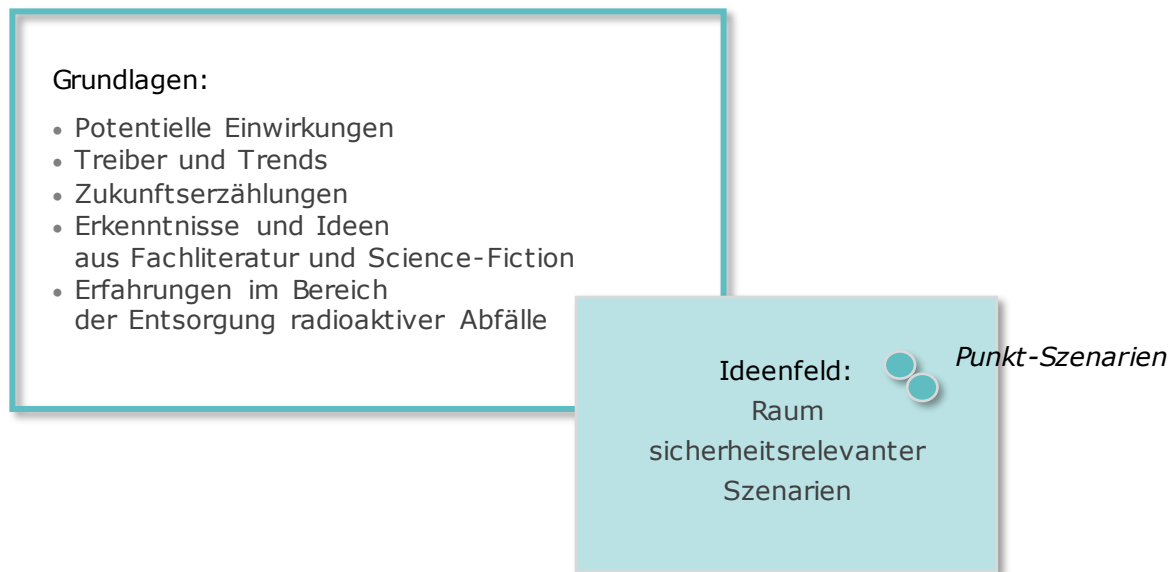 Grundlagen:
• Potentielle Einwirkungen
• Treiber und Trends
• Zukunftserzählungen
• Erkenntnisse und Ideen
aus Fachliteratur und Science-Fiction
• Erfahrungen im Bereich
der Entsorgung radioaktiver Abfälle
Ideenfeld:
Raum
sicherheitsrelevanter
Szenarien
Punkt-Szenarien